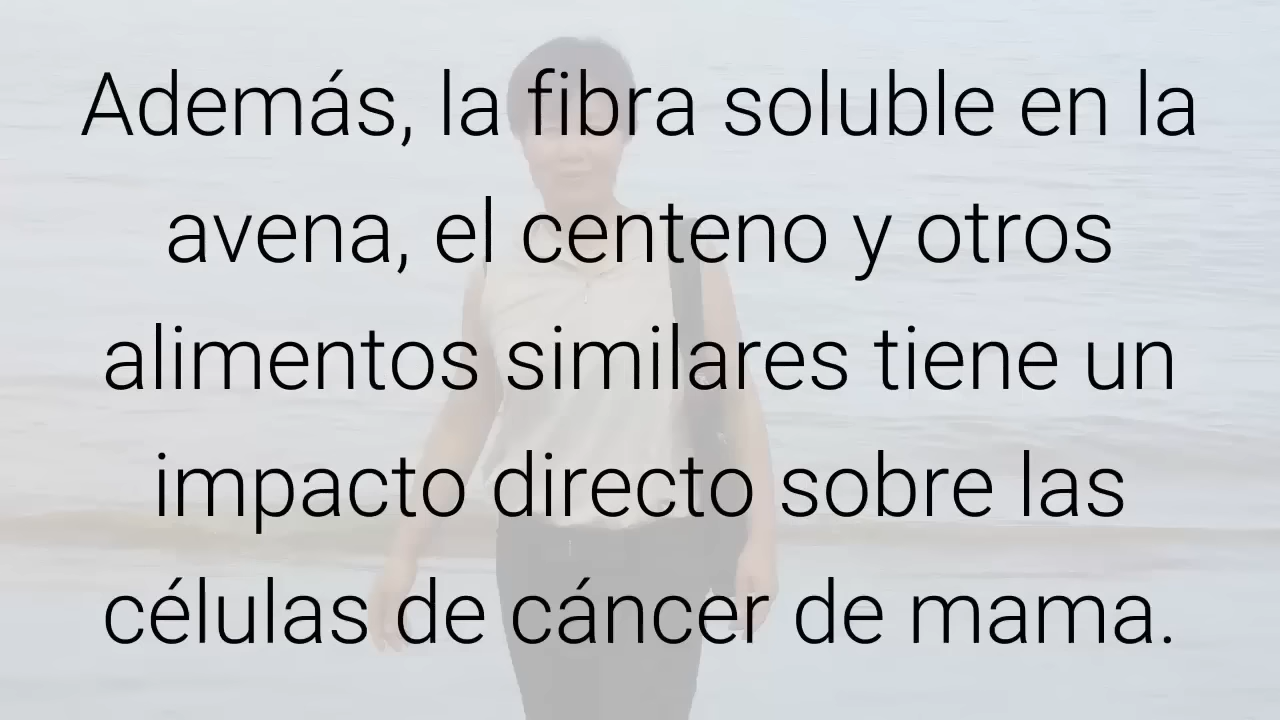 Además, la fibra soluble en la
avena, el centeno y otros
alimentos similares tiene un
impacto directo sobre las
células de cáncer de mama.